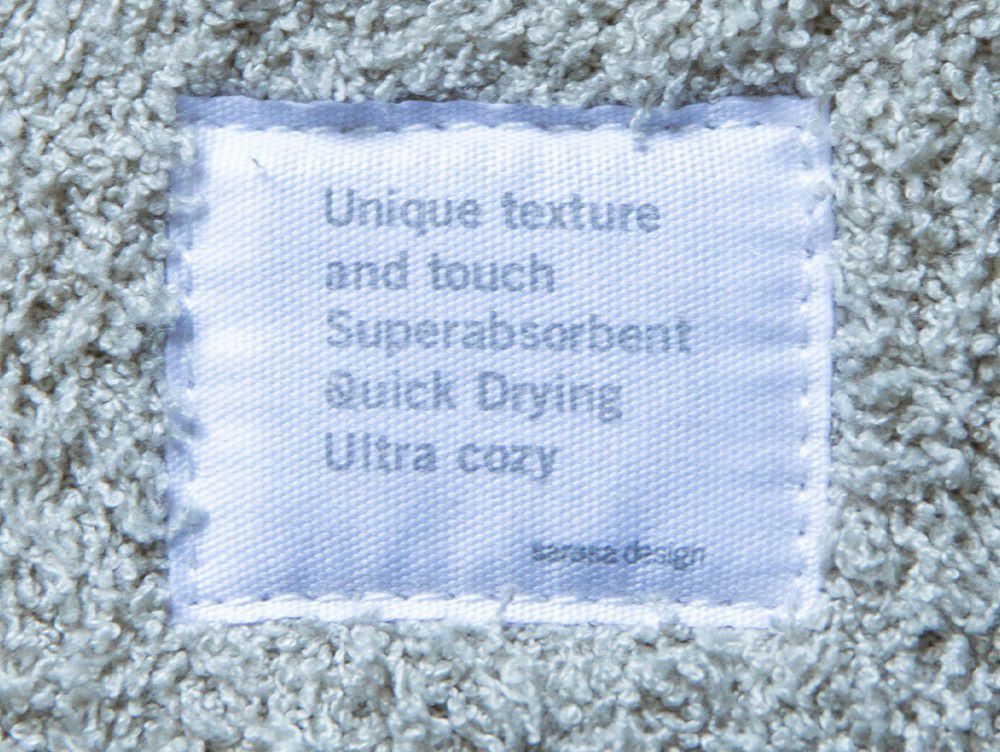 Unique texture
and touch
Superabsorbent
Quick Drying
Ultra cozy
sarasa design